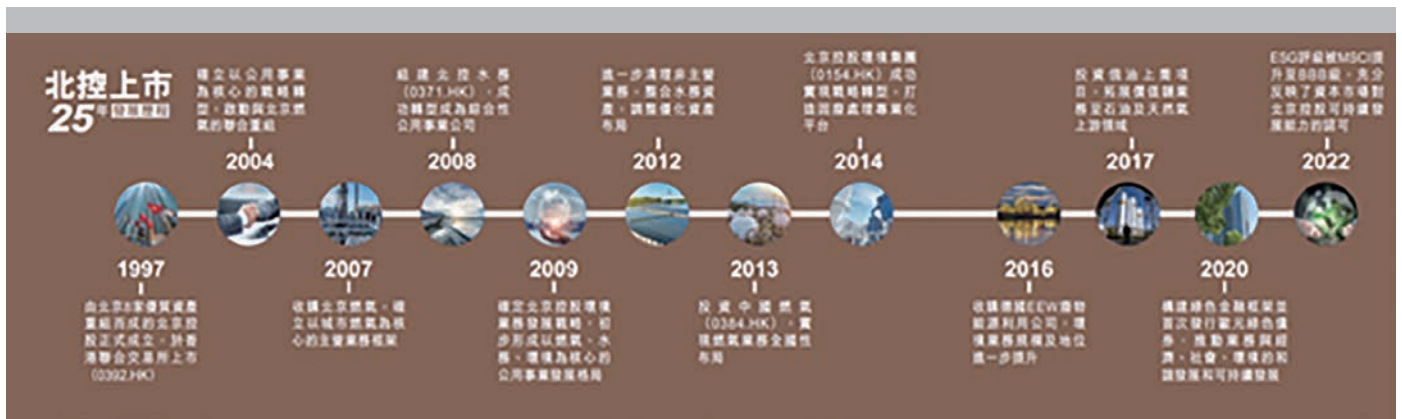 北控上市
25年發展歷程
確立以公用事業
為核心的戰略轉
型，啟動與北京燃
氣的聯合重組
2004
組建北控水務
（0371.HK），成
功轉型成為綜合性
公用事業公司
2008
進一步清理非主營
業務，整合水務資
產，調整優化資產
布局
2012
北京控股環境集團
（0154.HK）成功
實現戰略轉型，打
造固廢處理專業化
平台
2014
投資俄油上震項
目，拓展價值鏈業
務至石油及天然氣
上游領域
2017
ESG評級被MSCI提
升至BBB級，充分
反映了資本市場對
北京控股可持續發
展能力的認可
2022
1997
由北京8家優質資產
重組而成的北京控
股正式成立，於香
港聯合交易所上市
（0392.HK）
2007
收購北京燃氣，確
立以城市燃氣為核
心的主營業務框架
2009
確定北京控股環境
業務發展戰略，初
步形成以燃氣、水
務、環境為核心的
公用事業發展格局
2013
投資中國燃氣
（0384.HK），實
現燃氣業務全國性
布局
2016
收購德國EEW廢物
能源利用公司，環
境業務規模及地位
進一步提升
2020
構建綠色金融框架並
首次發行歐元綠色債
券，推動業務與經
濟、社會、環境的和
諧發展和可持續發展